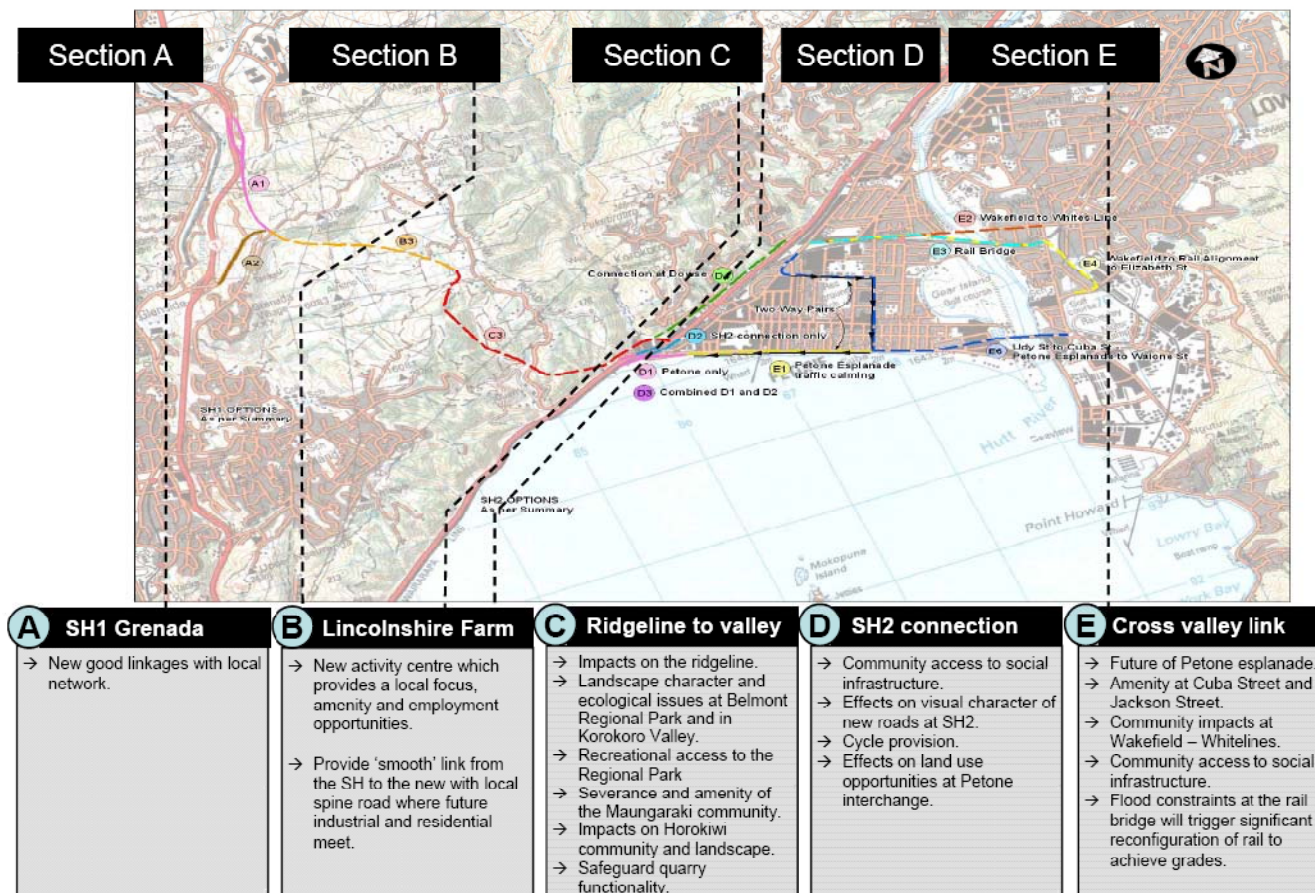 Section A
Section B
Section C
Section D
Section E
N
A1
A2
B3
C3
Connection at Dowse
D2
SH2 connection only
D1
Petone only
D3
Combined D1 and D2
Two Way Pairs
E1
Petone Esplanade
traffic calming
E2
Wakefield to Whites Line
E3
Rail Bridge
E4
Wakefield to Rail Alignment
to Elizabeth St
E6
Udy St to Cuba St
Petone Esplanade to Waione St
Gear Island
Hutt River
Seaview
Point Howard
Lowry Bay
Boat ramp
Mokopune
Island
SH1 OPTIONS
As per Summary
SH2 OPTIONS
As per Summary
A SH1 Grenada
→ New good linkages with local
network.
B Lincolnshire Farm
→ New activity centre which
provides a local focus,
amenity and employment
opportunities.
→ Provide ‘smooth’ link from
the SH to the new with local
spine road where future
industrial and residential
meet.
C Ridgeline to valley
→ Impacts on the ridgeline.
→ Landscape character and
ecological issues at Belmont
Regional Park and in
Korokoro Valley.
→ Recreational access to the
Regional Park
→ Severance and amenity of
the Maungaraki community.
→ Impacts on Horokiwi
community and landscape.
→ Safeguard quarry
functionality.
D SH2 connection
→ Community access to social
infrastructure.
→ Effects on visual character of
new roads at SH2.
→ Cycle provision.
→ Effects on land use
opportunities at Petone
interchange.
E Cross valley link
→ Future of Petone esplanade.
→ Amenity at Cuba Street and
Jackson Street.
→ Community impacts at
Wakefield – Whitelines.
→ Community access to social
infrastructure.
→ Flood constraints at the rail
bridge will trigger significant
reconfiguration of rail to
achieve grades.